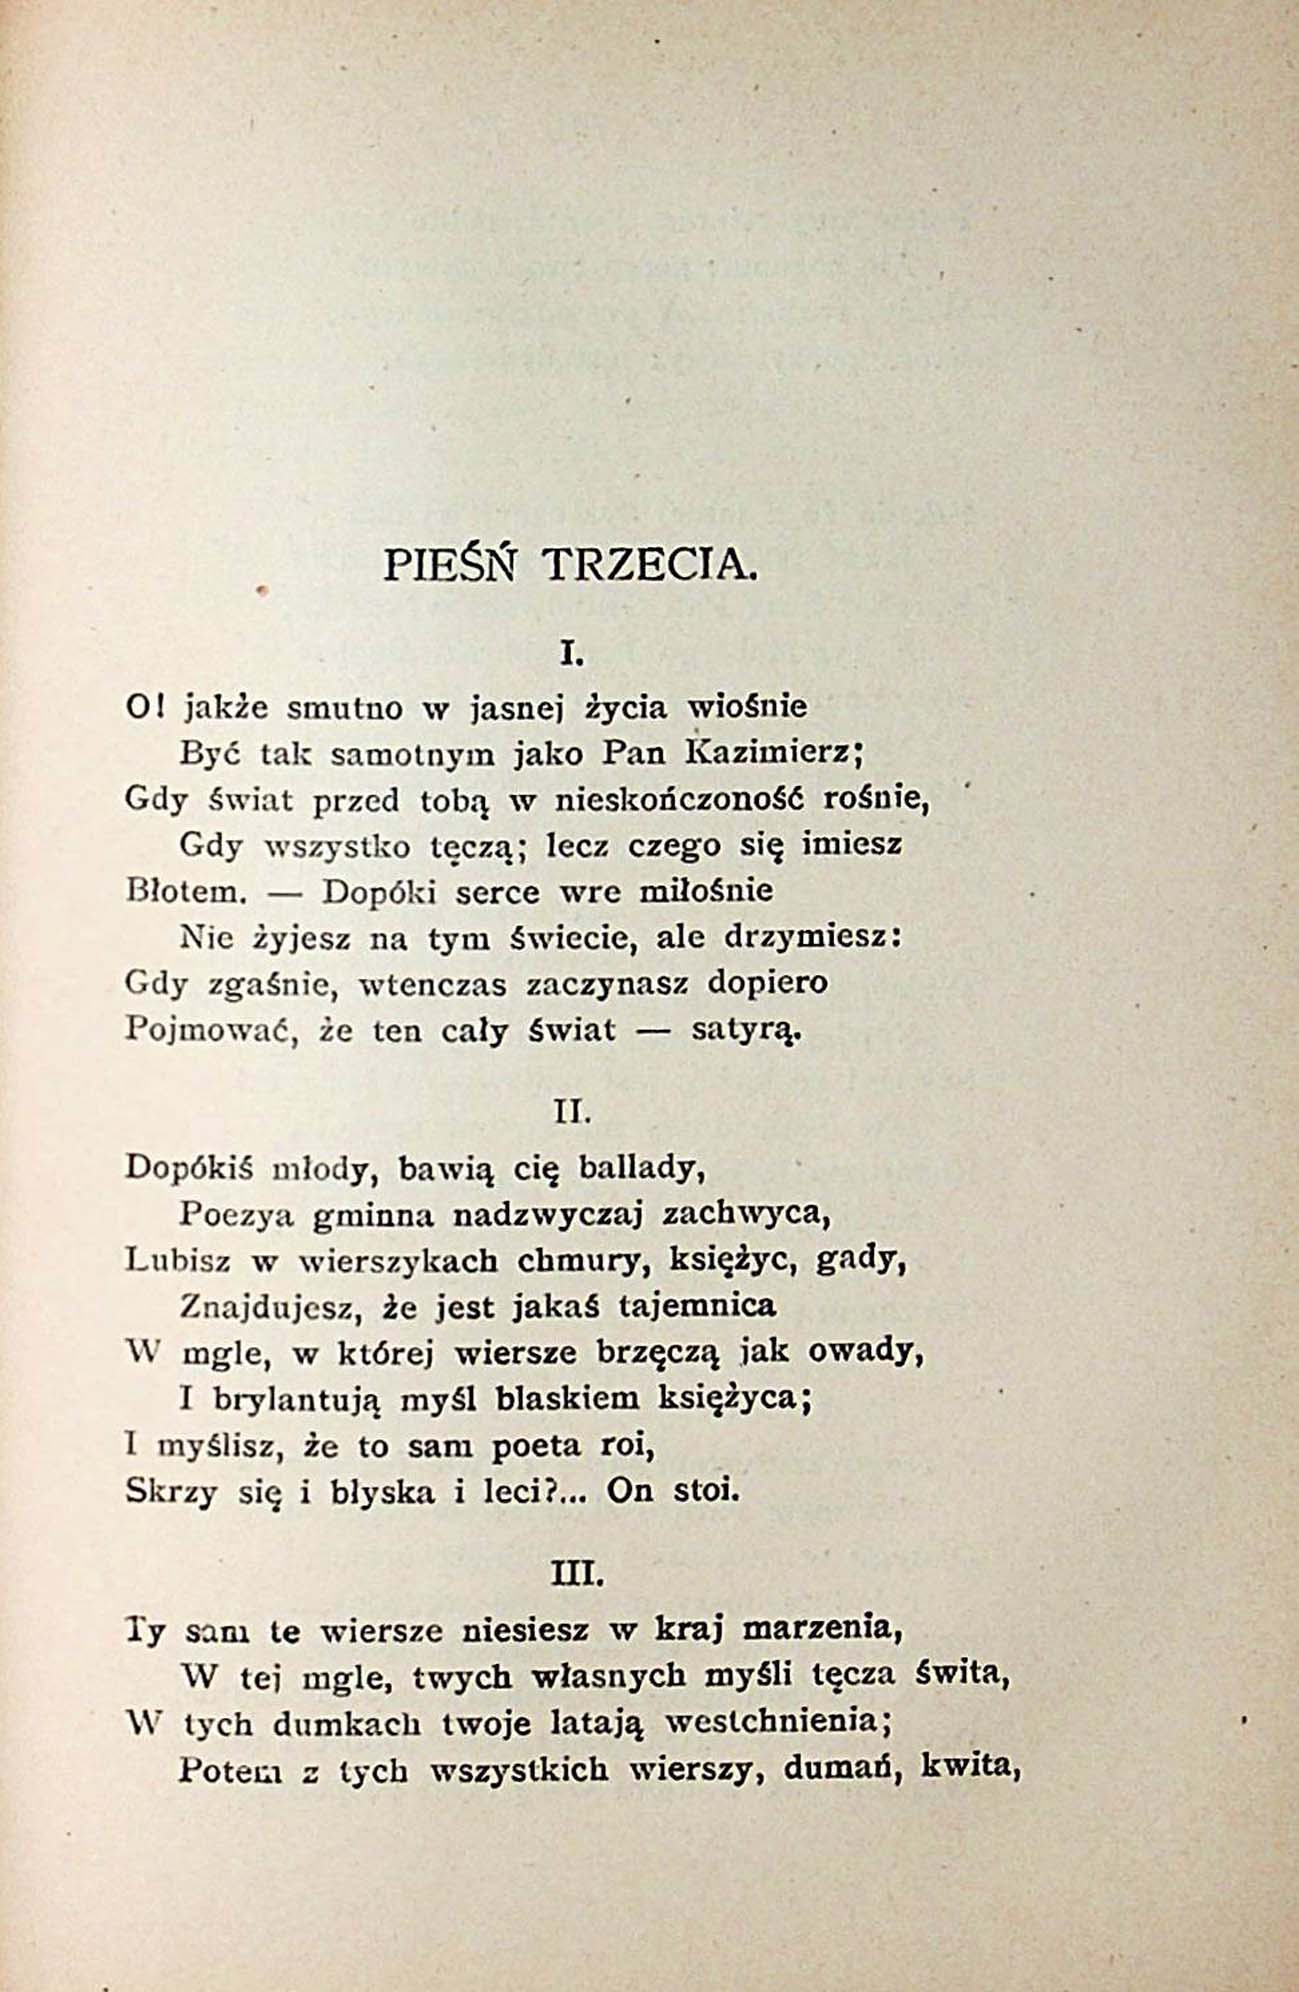 PIEŚŃ TRZECIA.
I.
O! jakże smutno w jasnej życia wiośnie
Być tak samotnym jako Pan Kazimierz;
Gdy świat przed tobą w nieskończoność rośnie,
Gdy wszystko tęczą; lecz czego się imiesz
Błotem. — Dopóki serce wre miłośnie
Nie żyjesz na tym świecie, ale drzymiesz:
Gdy zgaśnie, wtenczas zaczynasz dopiero
Pojmować, że ten cały świat — satyrą.
II.
Dopókiś młody, bawią cię ballady,
Poezya gminna nadzwyczaj zachwyca,
Lubisz w wierszykach chmury, księżyc, gady,
Znajdujesz, że jest jakaś tajemnica
W mgle, w której wiersze brzęczą jak owady,
I brylantują myśl blaskiem księżyca;
I myślisz, że to sam poeta roi,
Skrzy się i błyska i leci?... On stoi.
III.
Ty sam te wiersze niesiesz w kraj marzenia,
W tej mgle, twych własnych myśli tęcza świta,
W tych dumkach twoje latają westchnienia;
Potem z tych wszystkich wierszy, dumań, kwita,